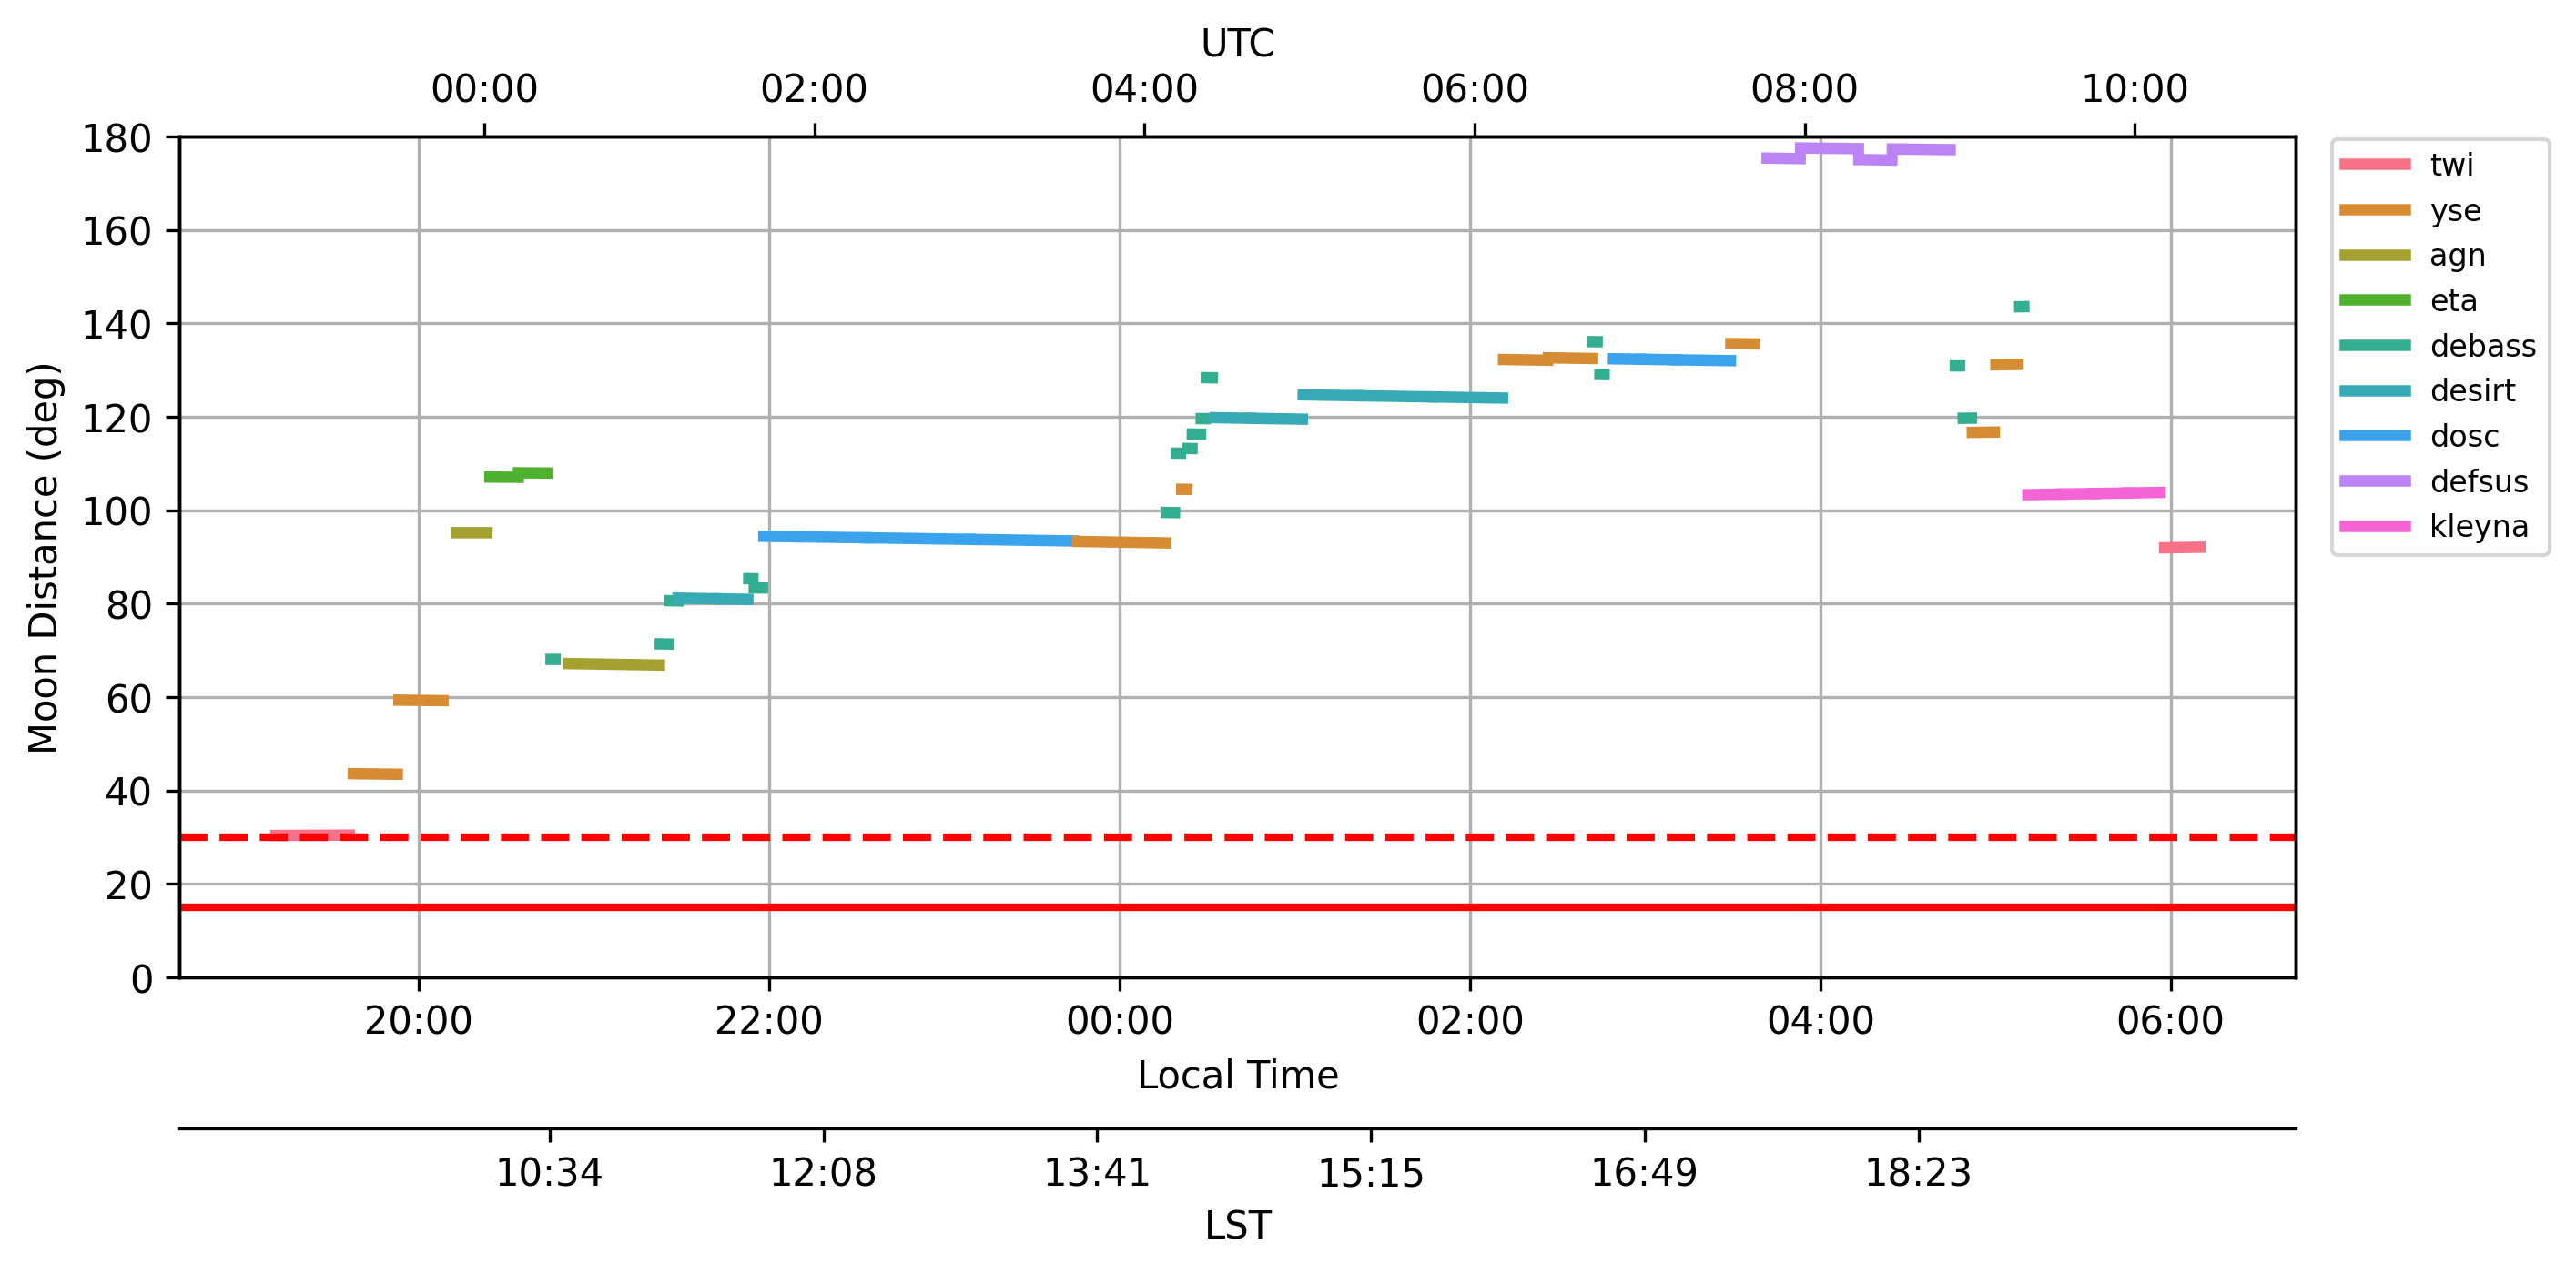 UTC
00:00 02:00 04:00 06:00 08:00 10:00
180
160
140
120
100
80
60
40
20
0
Moon Distance (deg)
twi
yse
agn
eta
debass
desirt
dosc
defsus
kleyna
20:00 22:00 00:00 02:00 04:00 06:00
Local Time
10:34 12:08 13:41 15:15 16:49 18:23
LST